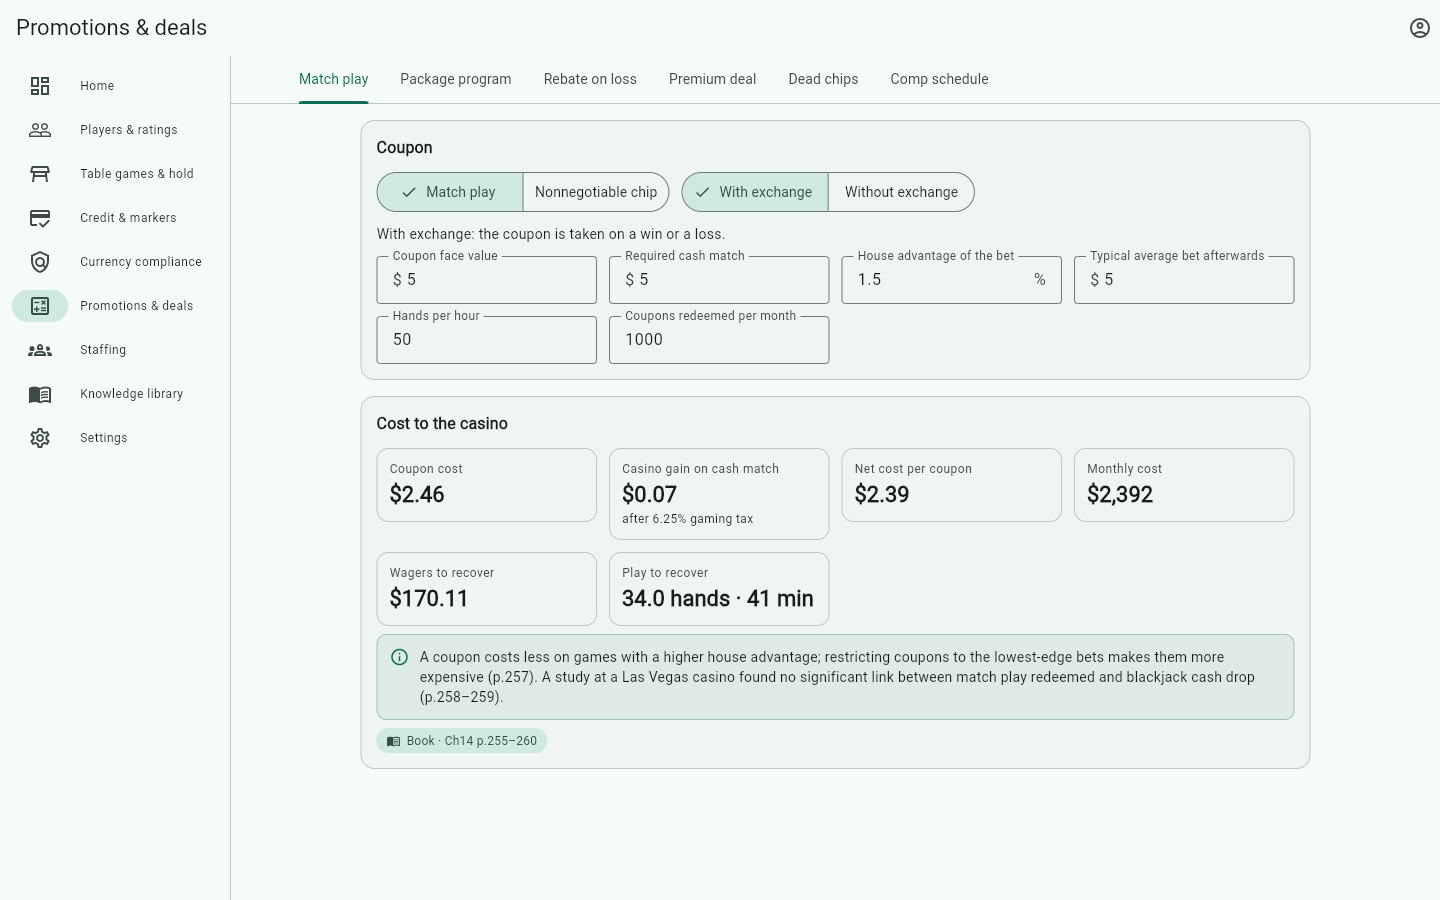 Promotions & deals
Home
Players & ratings
Table games & hold
Credit & markers
Currency compliance
Promotions & deals
Staffing
Knowledge library
Settings
Match play
Package program
Rebate on loss
Premium deal
Dead chips
Comp schedule
Coupon
Match play
Nonnegotiable chip
With exchange
Without exchange
With exchange: the coupon is taken on a win or a loss.
Coupon face value
$ 5
Required cash match
$ 5
House advantage of the bet
1.5 %
Typical average bet afterwards
$ 5
Hands per hour
50
Coupons redeemed per month
1000
Cost to the casino
Coupon cost
$2.46
Casino gain on cash match
$0.07
after 6.25% gaming tax
Net cost per coupon
$2.39
Monthly cost
$2,392
Wagers to recover
$170.11
Play to recover
34.0 hands · 41 min
A coupon costs less on games with a higher house advantage; restricting coupons to the lowest-edge bets makes them more
expensive (p.257). A study at a Las Vegas casino found no significant link between match play redeemed and blackjack cash drop
(p.258–259).
Book · Ch14 p.255–260